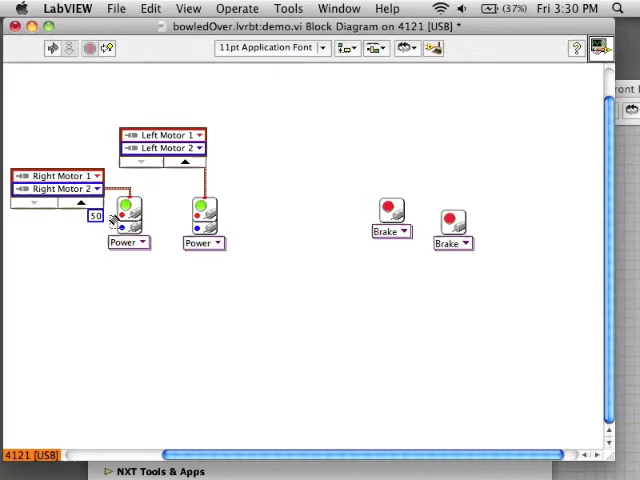 LabVIEW File Edit View Operate Tools Window Help (37%) Fri 3:30 PM
bowledOver.lvrbt:demo.vi Block Diagram on 4121 [USB] *
11pt Application Font
?
ront
Left Motor 1
Left Motor 2
Right Motor 1
Right Motor 2
50
Power
Power
Brake
Brake
4121 [USB]
NXT Tools & Apps